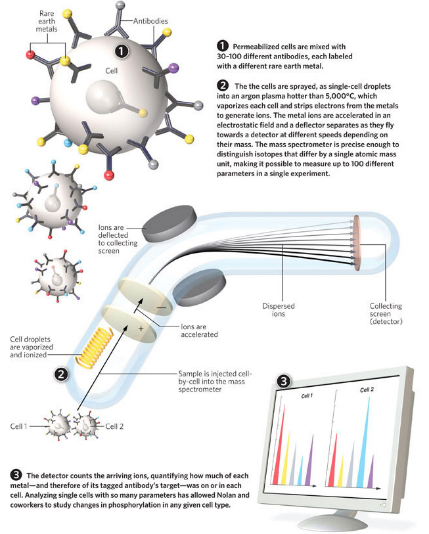 Rare
earth
metals
Antibodies
1
Cell
1 Permeabilized cells are mixed with
30–100 different antibodies, each labeled
with a different rare earth metal.
2 The the cells are sprayed, as single-cell droplets
into an argon plasma hotter than 5,000°C, which
vaporizes each cell and strips electrons from the metals
to generate ions. The metal ions are accelerated in an
electrostatic field and a deflector separates as they fly
towards a detector at different speeds depending on
their mass. The mass spectrometer is precise enough to
distinguish isotopes that differ by a single atomic mass
unit, making it possible to measure up to 100 different
parameters in a single experiment.
Ions are
deflected
to collecting
screen
Dispersed
ions
Collecting
screen
(detector)
–
+
Ions are
accelerated
Cell droplets
are vaporized
and ionized
2
Sample is injected cell-
by-cell into the mass
spectrometer
Cell 1
Cell 2
3
Cell 1
Cell 2
3 The detector counts the arriving ions, quantifying how much of each
metal—and therefore of its tagged antibody's target—was on or in each
cell. Analyzing single cells with so many parameters has allowed Nolan and
coworkers to study changes in phosphorylation in any given cell type.